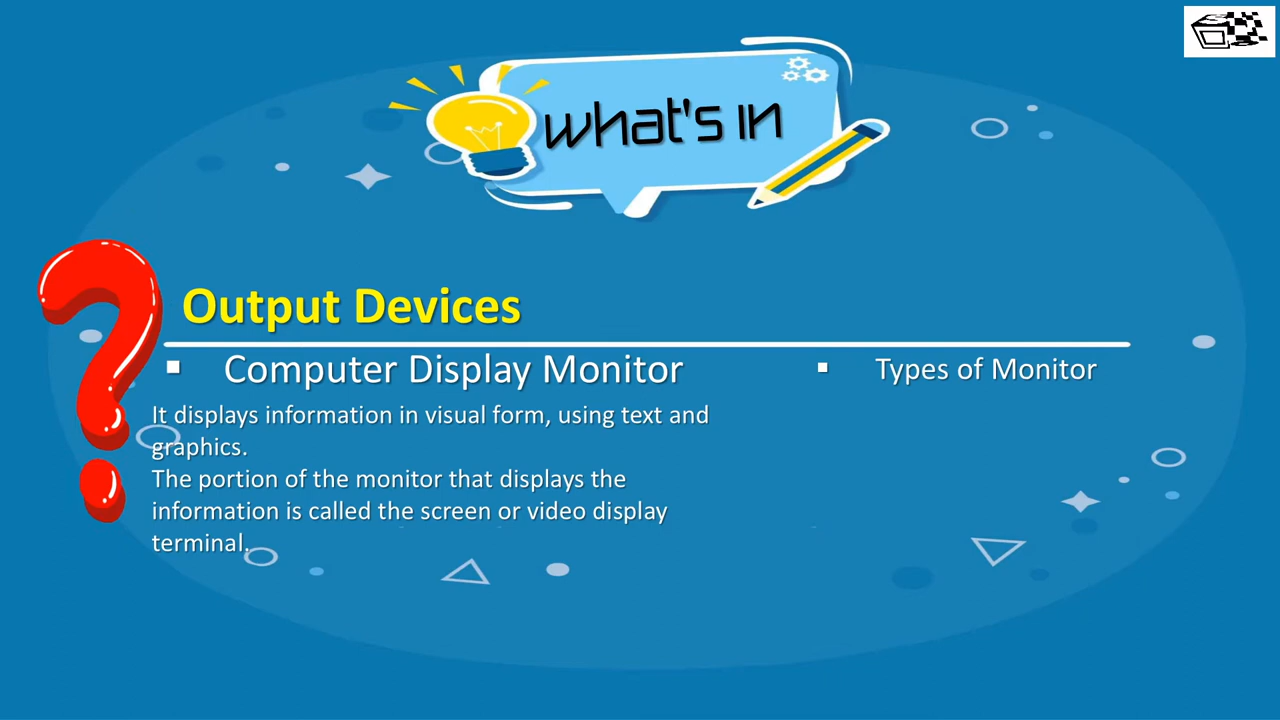 what's in
Output Devices
▪ Computer Display Monitor
It displays information in visual form, using text and
graphics.
The portion of the monitor that displays the
information is called the screen or video display
terminal.
▪ Types of Monitor